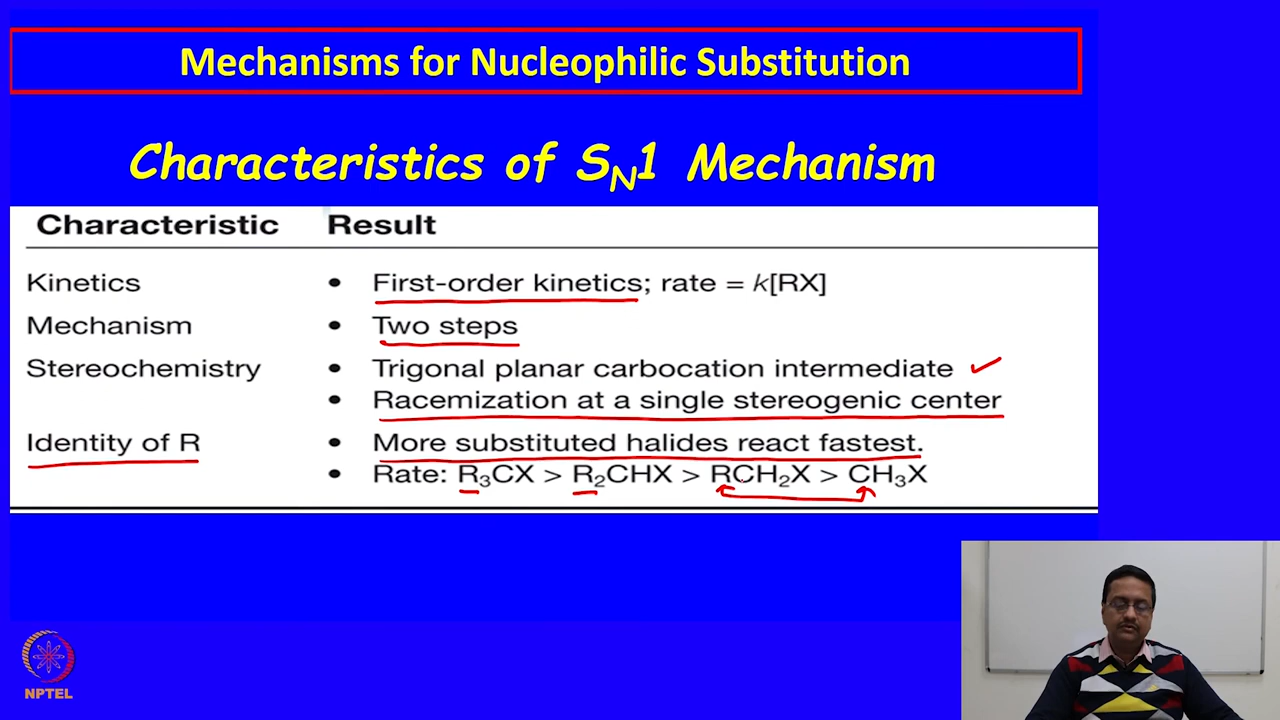 Mechanisms for Nucleophilic Substitution
Characteristics of SN1 Mechanism
Characteristic Result
Kinetics • First-order kinetics; rate = k[RX]
Mechanism • Two steps
Stereochemistry • Trigonal planar carbocation intermediate
• Racemization at a single stereogenic center
Identity of R • More substituted halides react fastest.
• Rate: R3CX > R2CHX > RCH2X > CH3X
NPTEL